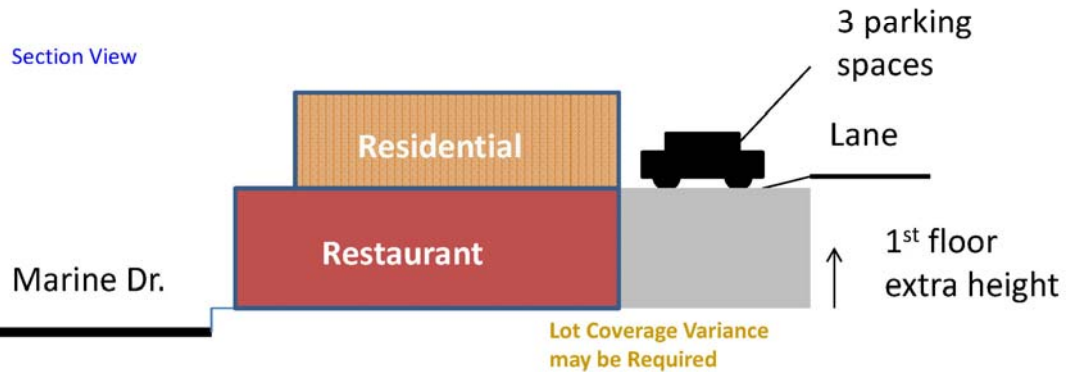 Section View
3 parking
spaces
Residential
Lane
Restaurant
Marine Dr.
1st floor
extra height
Lot Coverage Variance
may be Required